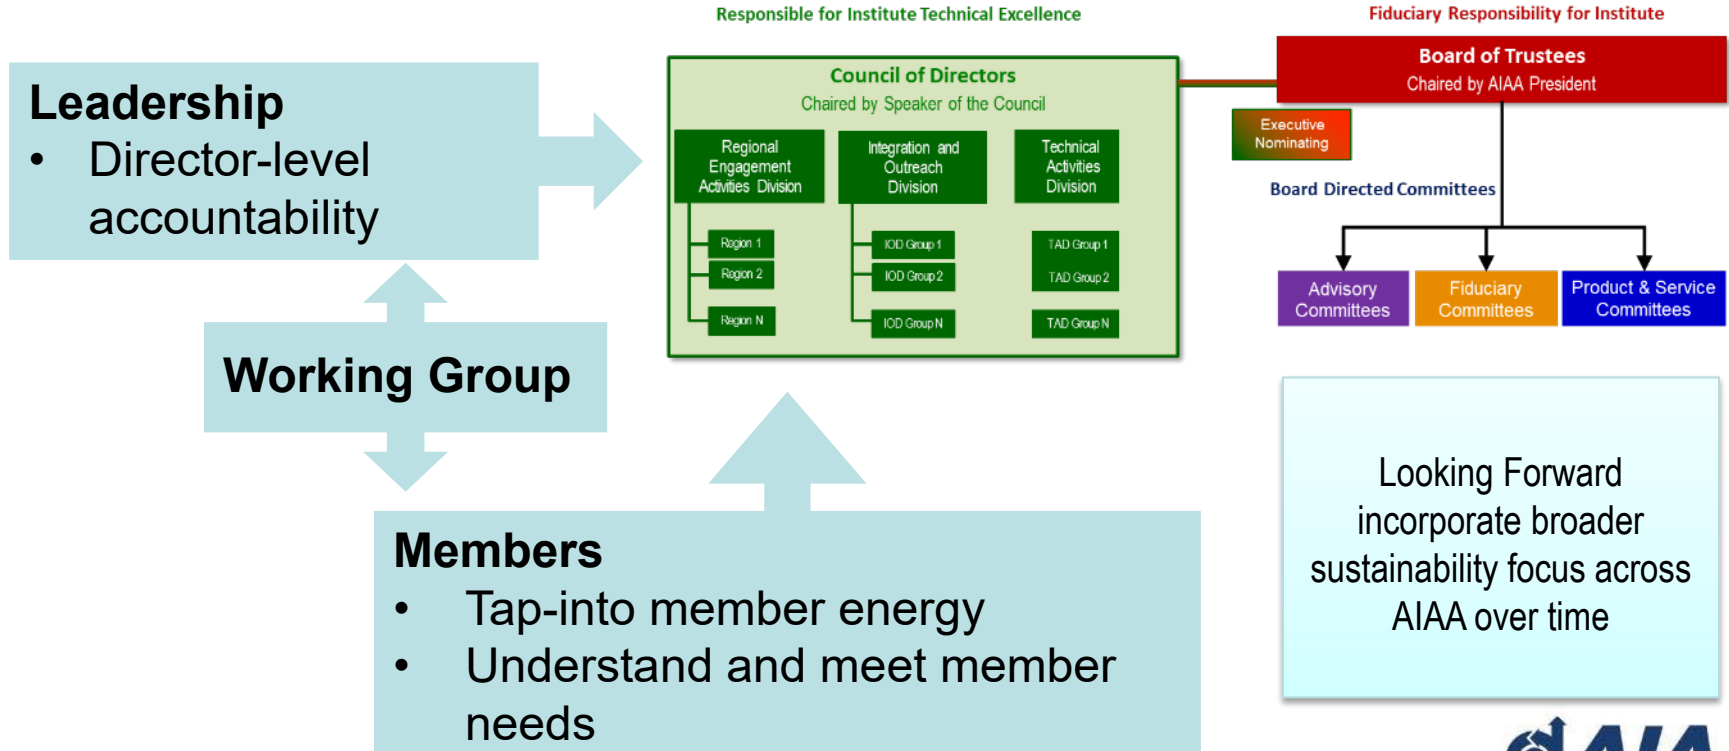 Responsible for Institute Technical Excellence
Fiduciary Responsibility for Institute
Leadership
• Director-level
accountability
Council of Directors
Chaired by Speaker of the Council
Regional
Engagement
Activities Division
Region 1
Region 2
Region N
Integration and
Outreach
Division
IOD Group 1
IOD Group 2
IOD Group N
Technical
Activities
Division
TAD Group 1
TAD Group 2
TAD Group N
Board of Trustees
Chaired by AIAA President
Executive
Nominating
Board Directed Committees
Advisory
Committees
Fiduciary
Committees
Product & Service
Committees
Working Group
Members
• Tap-into member energy
• Understand and meet member
needs
Looking Forward
incorporate broader
sustainability focus across
AIAA over time